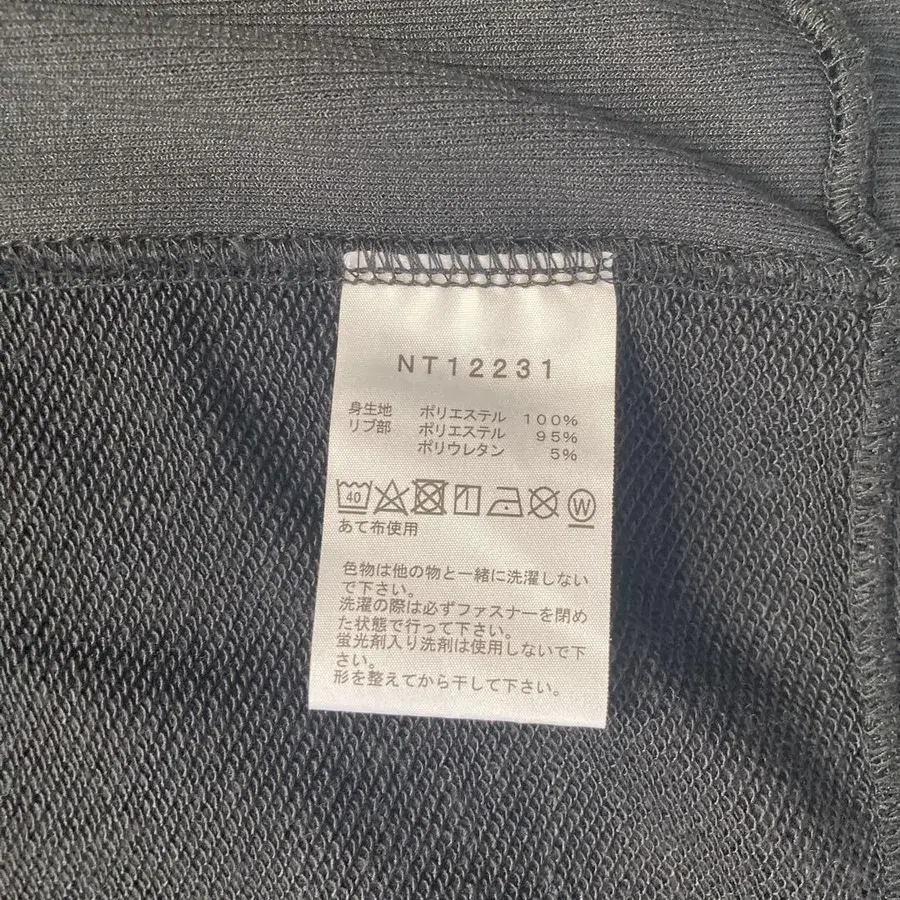 NT12231
身生地 ポリエステル 100%
リブ部 ポリエステル 95%
ポリウレタン 5%
40 W
あて布使用
色物は他の物と一緒に洗濯しない
で下さい。
洗濯の際は必ずファスナーを閉め
た状態で行って下さい。
蛍光剤入り洗剤は使用しないで下
さい。
形を整えてから干して下さい。